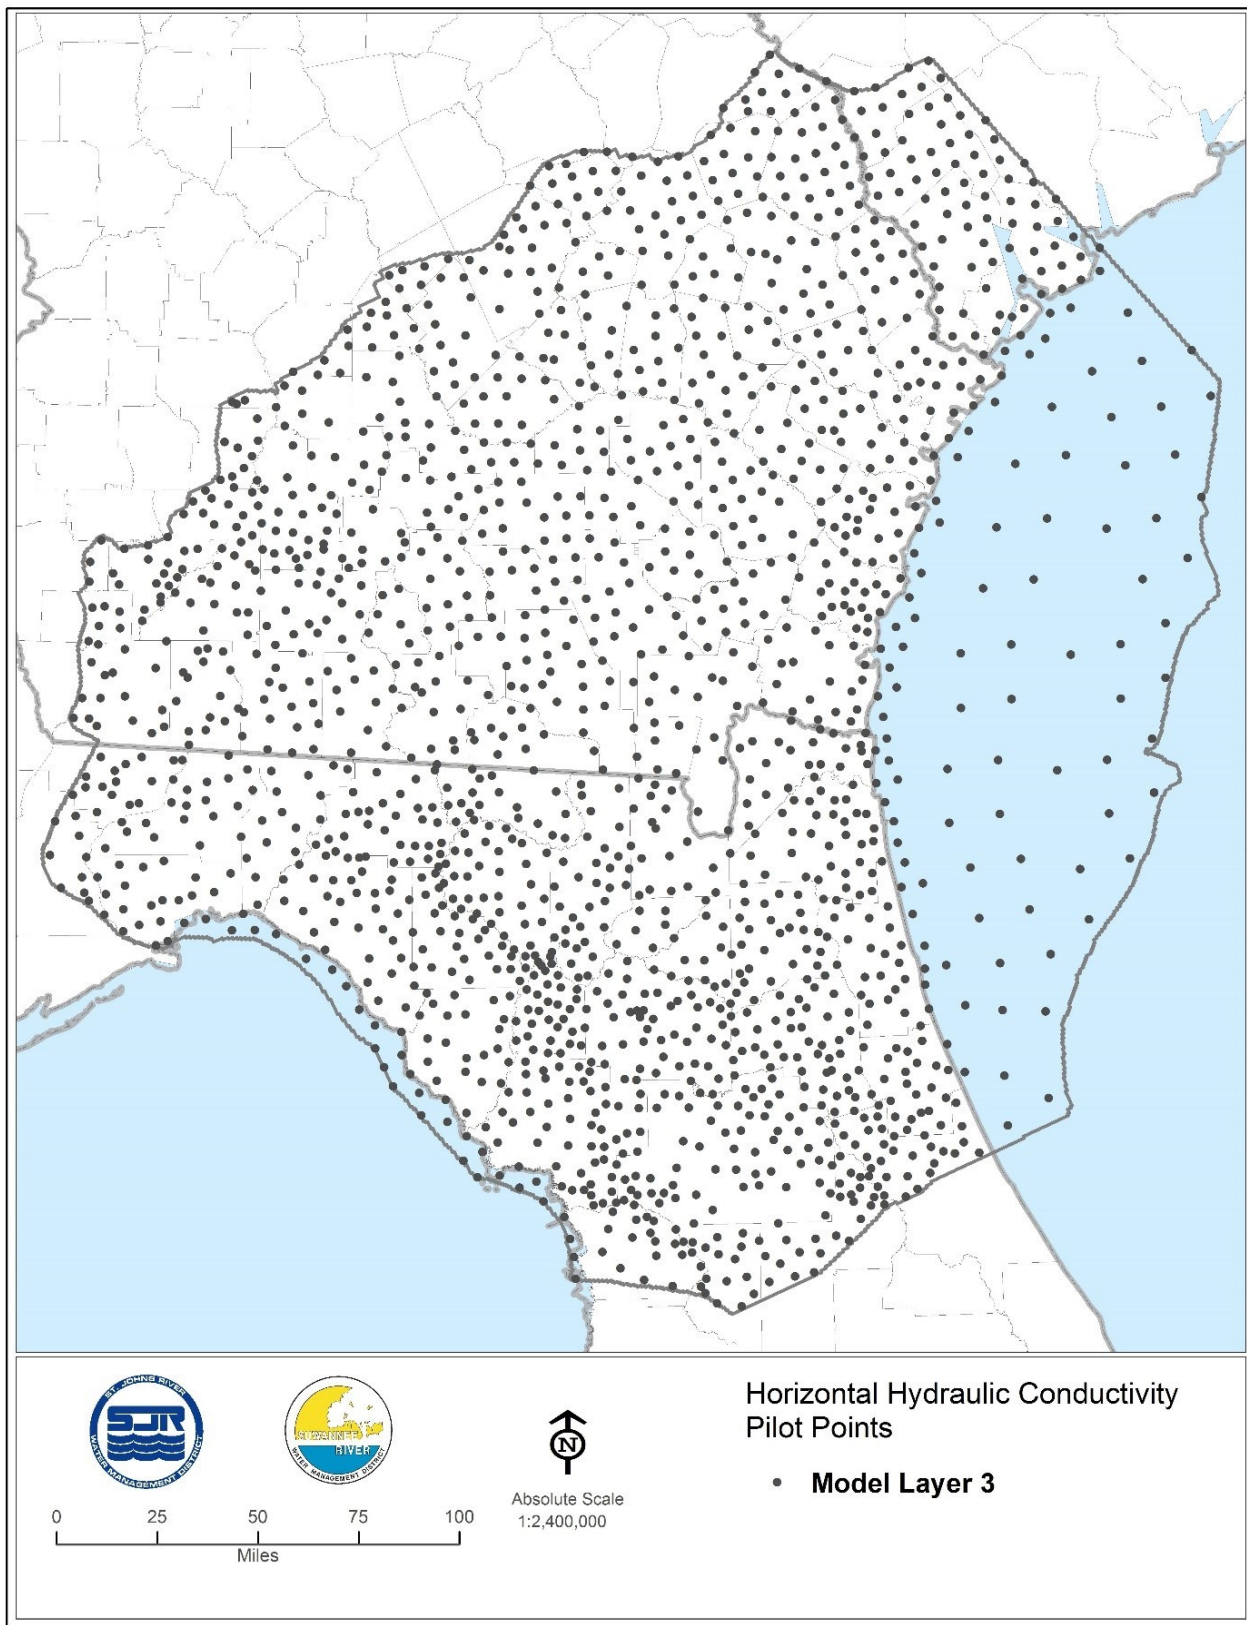 ST. JOHNS RIVER
SJR
WATER MANAGEMENT DISTRICT
SUWANNEE
RIVER
WATER MANAGEMENT DISTRICT
N
Absolute Scale
1:2,400,000
0 25 50 75 100
Miles
Horizontal Hydraulic Conductivity
Pilot Points
Model Layer 3